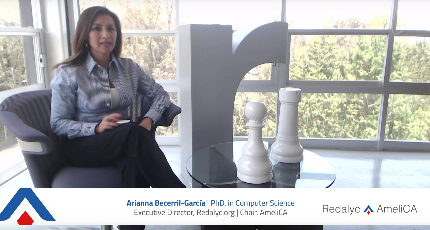 Arianna Becerril-García | PhD. in Computer Science
Executive Director, Redalyc.org | Chair, AmeliCA
Redalyc AmeliCA